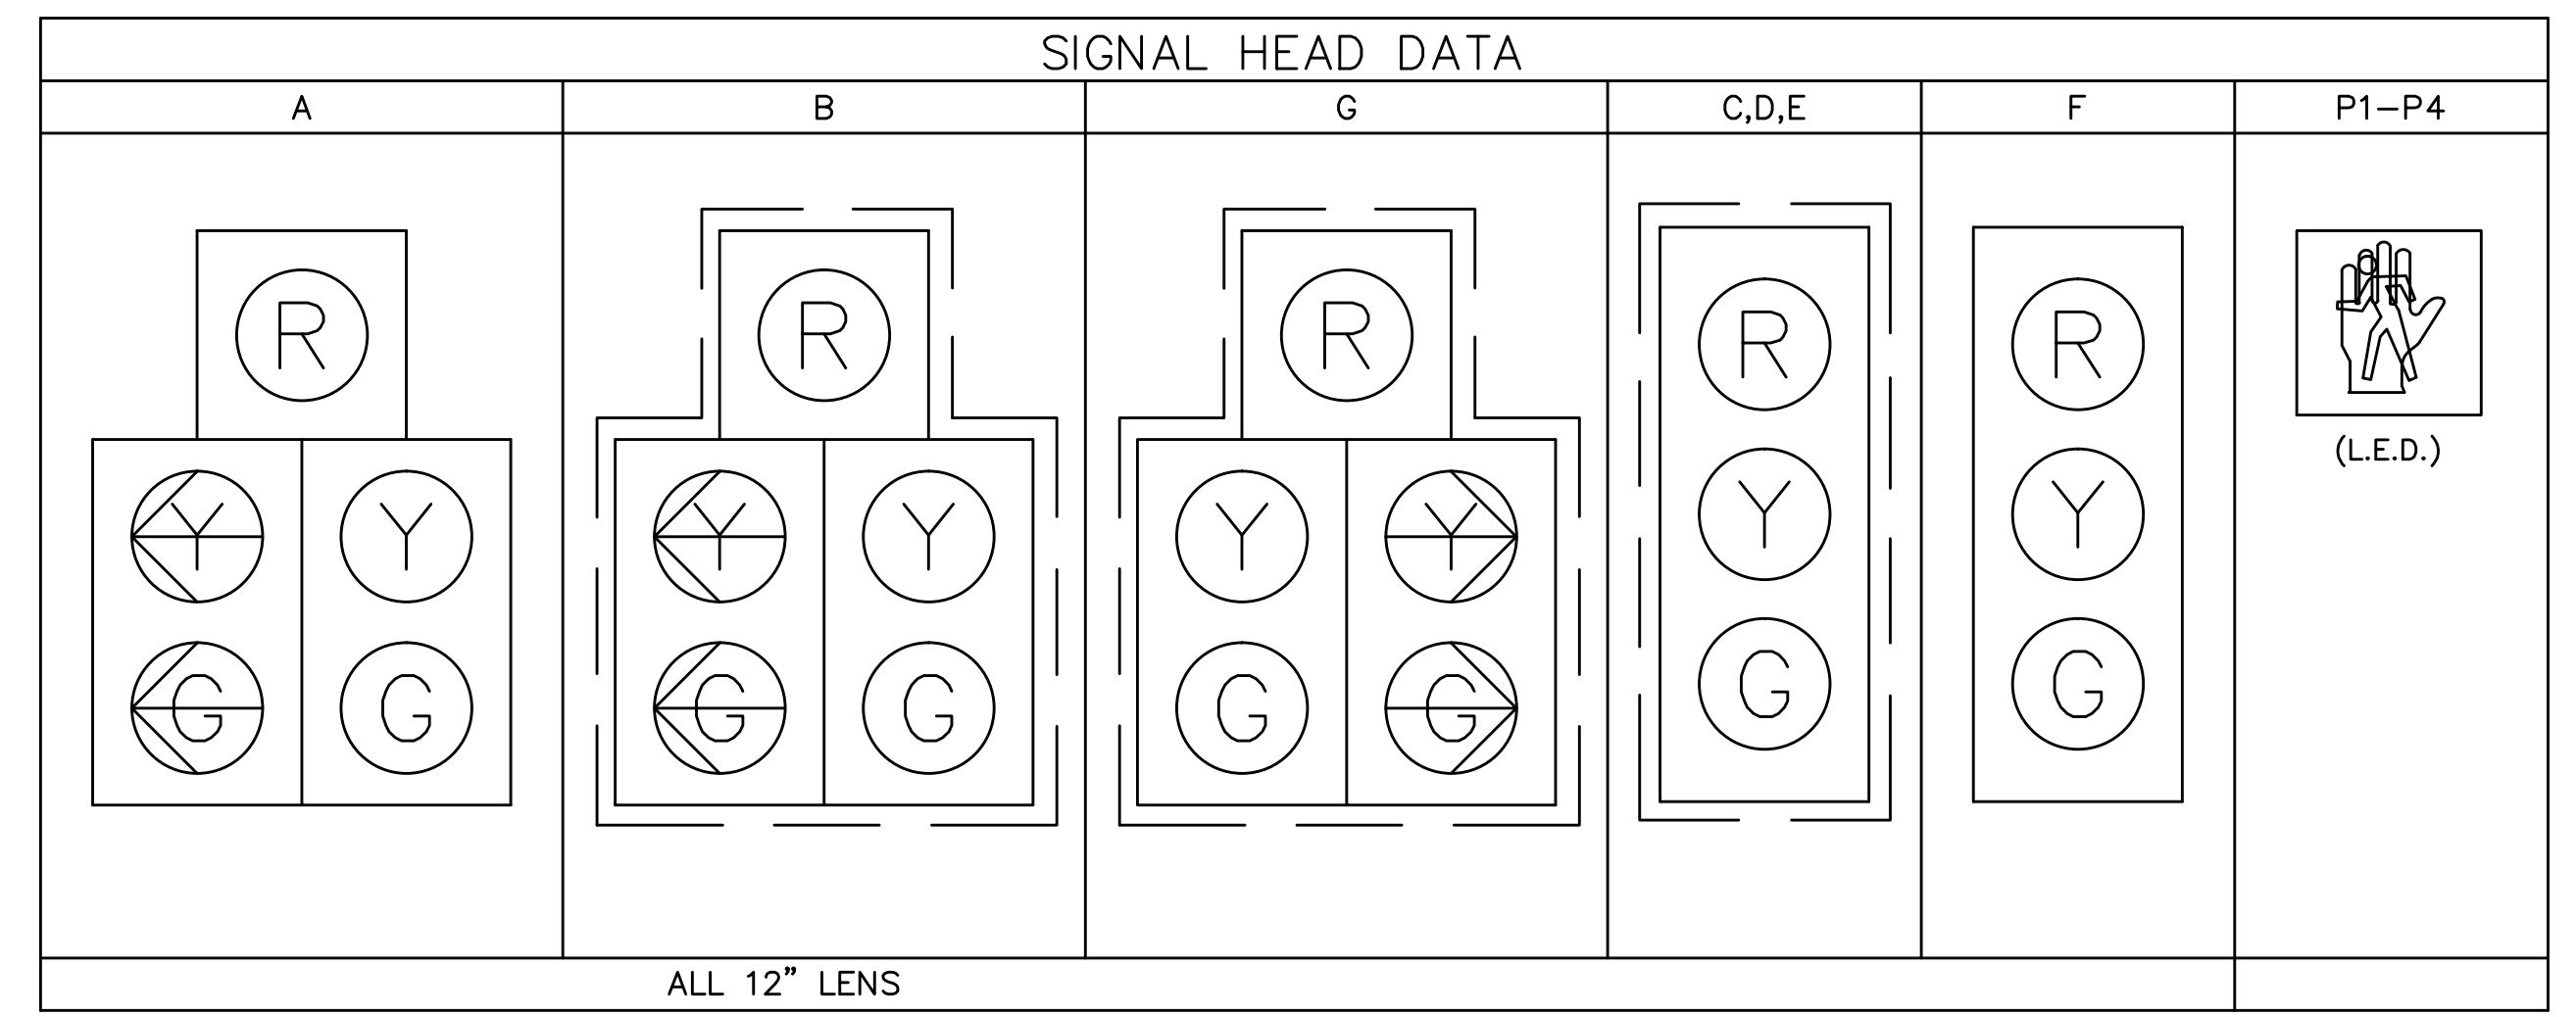 SIGNAL HEAD DATA
A B G C,D,E F P1-P4
R R R R R
Y Y Y Y Y Y Y Y
G G G G G G G G
(L.E.D.)
ALL 12" LENS